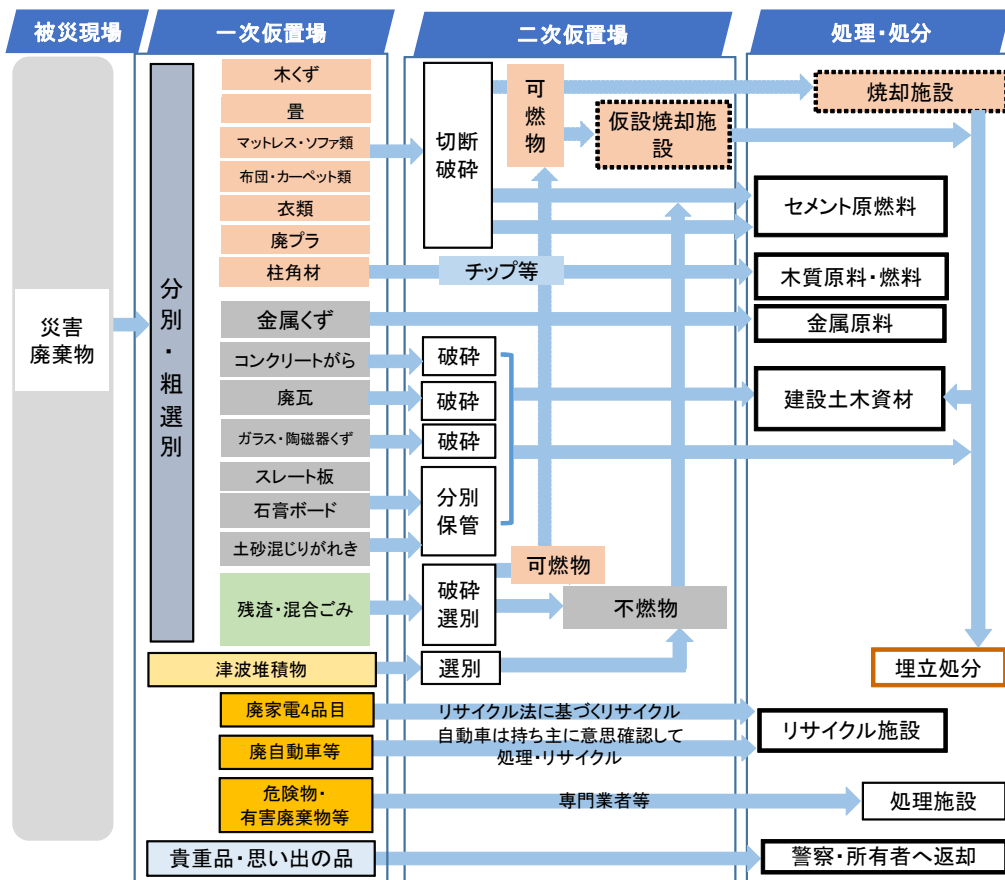 被災現場
一次仮置場
二次仮置場
処理・処分
災害
廃棄物
分別・粗選別
木くず
畳
マットレス・ソファ類
布団・カーペット類
衣類
廃プラ
柱角材
金属くず
コンクリートがら
廃瓦
ガラス・陶磁器くず
スレート板
石膏ボード
土砂混じりがれき
残渣・混合ごみ
津波堆積物
廃家電4品目
廃自動車等
危険物・
有害廃棄物等
貴重品・思い出の品
切断
破砕
可燃物
仮設焼却施
設
チップ等
破砕
破砕
破砕
分別
保管
可燃物
破砕
選別
不燃物
選別
リサイクル法に基づくリサイクル
自動車は持ち主に意思確認して
処理・リサイクル
専門業者等
焼却施設
セメント原燃料
木質原料・燃料
金属原料
建設土木資材
埋立処分
リサイクル施設
処理施設
警察・所有者へ返却